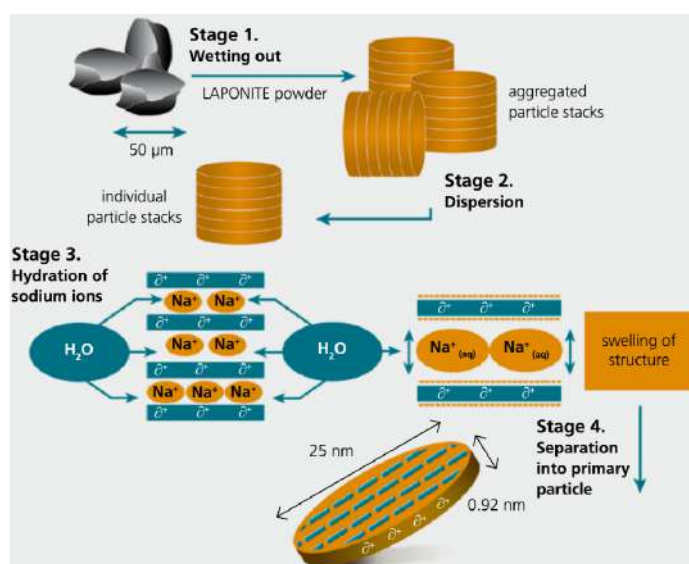 Stage 1.
Wetting out
LAPONITE powder
50 µm
aggregated
particle stacks
individual
particle stacks
Stage 2.
Dispersion
Stage 3.
Hydration of
sodium ions
∂+ ∂+ ∂+
Na+ Na+
∂+ ∂+ ∂+
H2O
Na+ Na+
H2O
∂+ ∂+ ∂+
Na+ Na+ Na+
∂+ ∂+ ∂+
∂+ ∂+ ∂+
Na+(aq) Na+(aq)
∂+ ∂+ ∂+
swelling of
structure
Stage 4.
Separation
into primary
particle
25 nm
0.92 nm
∂+ ∂+ ∂+ ∂+